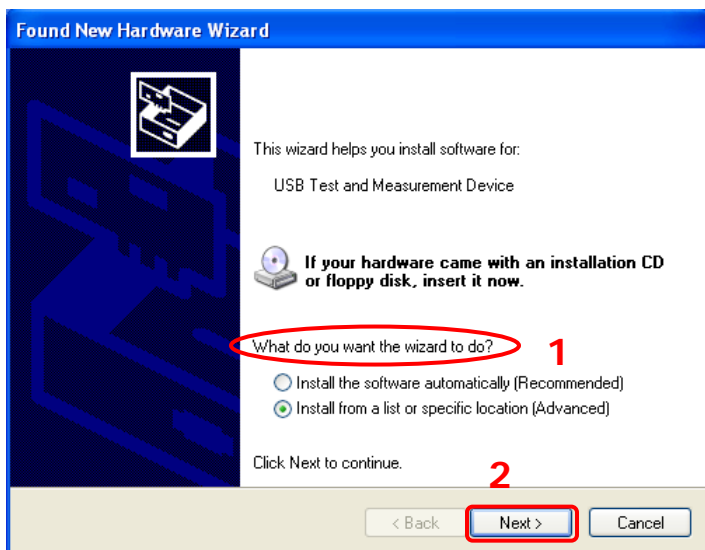 Found New Hardware Wizard
This wizard helps you install software for:
USB Test and Measurement Device
If your hardware came with an installation CD
or floppy disk, insert it now.
What do you want the wizard to do?
1
Install the software automatically (Recommended)
Install from a list or specific location (Advanced)
Click Next to continue.
2
< Back
Next >
Cancel